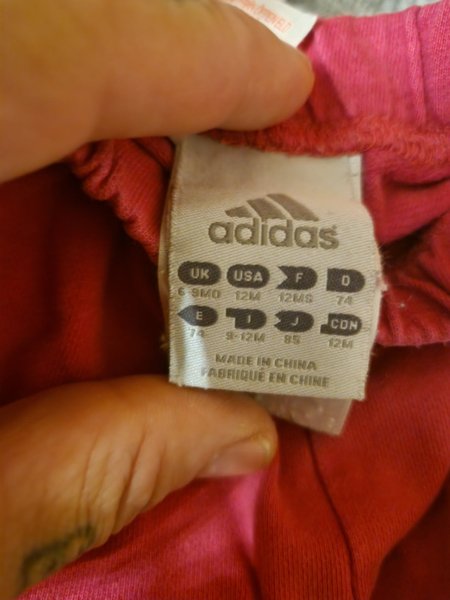 adidas
UK USA F D
6-9MO 12M 12MS 74
E I J CDN
74 9-12M 85 12M
MADE IN CHINA
FABRIQUÉ EN CHINE